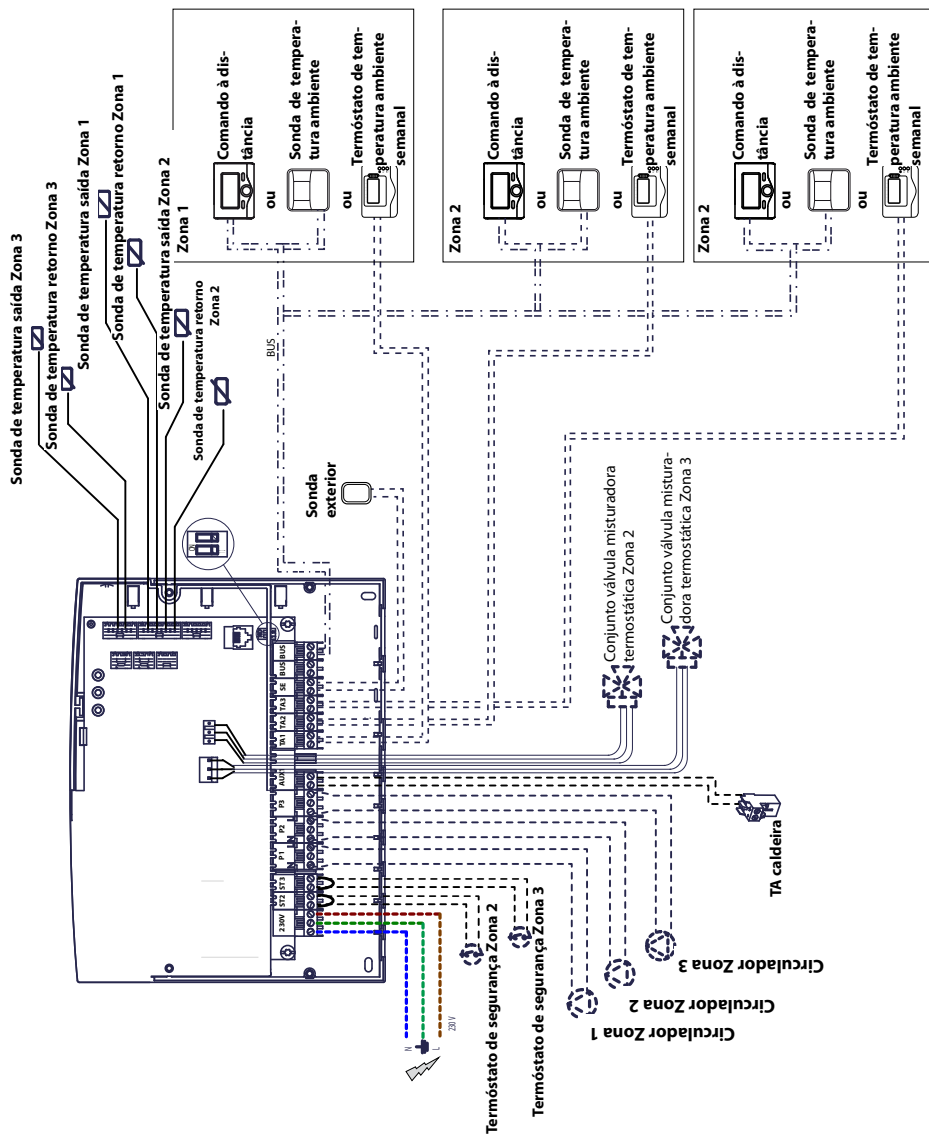 Sonda de temperatura saída Zona 3
Sonda de temperatura retorno Zona 3
Sonda de temperatura saída Zona 1
Sonda de temperatura retorno Zona 1
Sonda de temperatura saída Zona 2
Sonda de temperatura retorno
Zona 2
Zona 1
Comando à dis-
tância
ou
Sonda de tempera-
tura ambiente
ou
Termóstato de tem-
peratura ambiente
semanal
Zona 2
Comando à dis-
tância
ou
Sonda de tempera-
tura ambiente
ou
Termóstato de tem-
peratura ambiente
semanal
Zona 2
Comando à dis-
tância
ou
Sonda de tempera-
tura ambiente
ou
Termóstato de tem-
peratura ambiente
semanal
BUS
Sonda
exterior
230V
ST2
ST3
P1
P2
P3
AUX1
TA1
TA2
TA3
SE
BUS
BUS
N
L
N
Conjunto válvula misturadora
termostática Zona 2
Conjunto válvula mistura-
dora termostática Zona 3
TA caldeira
N
L
230 V
Termóstato de segurança Zona 2
Termóstato de segurança Zona 3
Circulador Zona 1
Circulador Zona 2
Circulador Zona 3